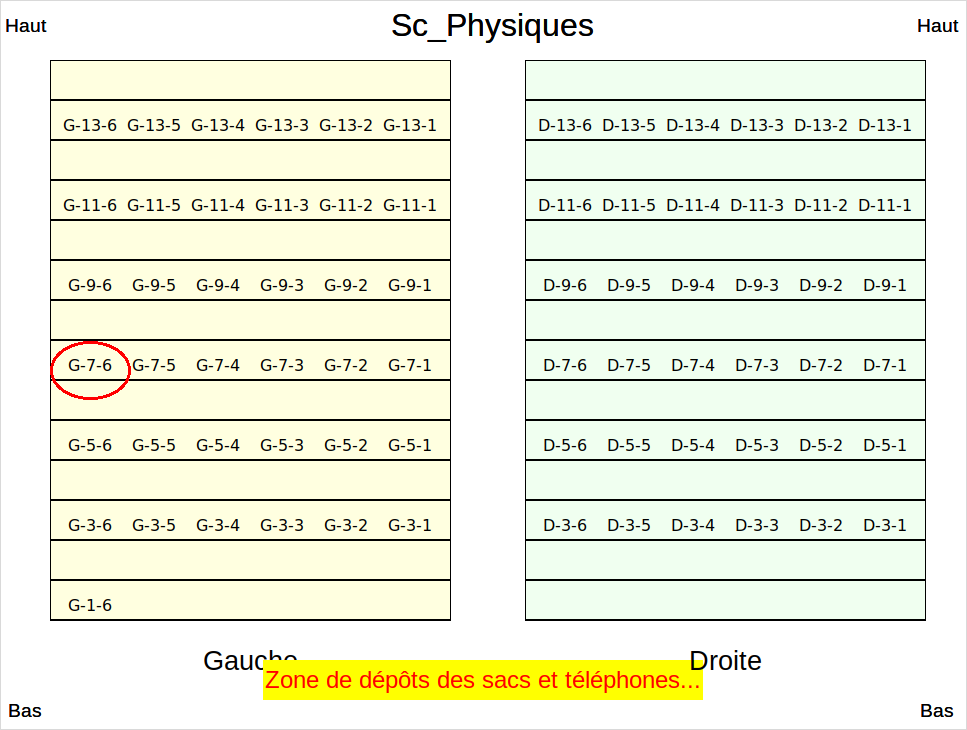 Sc_Physiques
Haut Haut
G-13-6 G-13-5 G-13-4 G-13-3 G-13-2 G-13-1 D-13-6 D-13-5 D-13-4 D-13-3 D-13-2 D-13-1
G-11-6 G-11-5 G-11-4 G-11-3 G-11-2 G-11-1 D-11-6 D-11-5 D-11-4 D-11-3 D-11-2 D-11-1
G-9-6 G-9-5 G-9-4 G-9-3 G-9-2 G-9-1 D-9-6 D-9-5 D-9-4 D-9-3 D-9-2 D-9-1
G-7-6 G-7-5 G-7-4 G-7-3 G-7-2 G-7-1 D-7-6 D-7-5 D-7-4 D-7-3 D-7-2 D-7-1
G-5-6 G-5-5 G-5-4 G-5-3 G-5-2 G-5-1 D-5-6 D-5-5 D-5-4 D-5-3 D-5-2 D-5-1
G-3-6 G-3-5 G-3-4 G-3-3 G-3-2 G-3-1 D-3-6 D-3-5 D-3-4 D-3-3 D-3-2 D-3-1
G-1-6
Gauche Droite
Zone de dépôts des sacs et téléphones...
Bas Bas